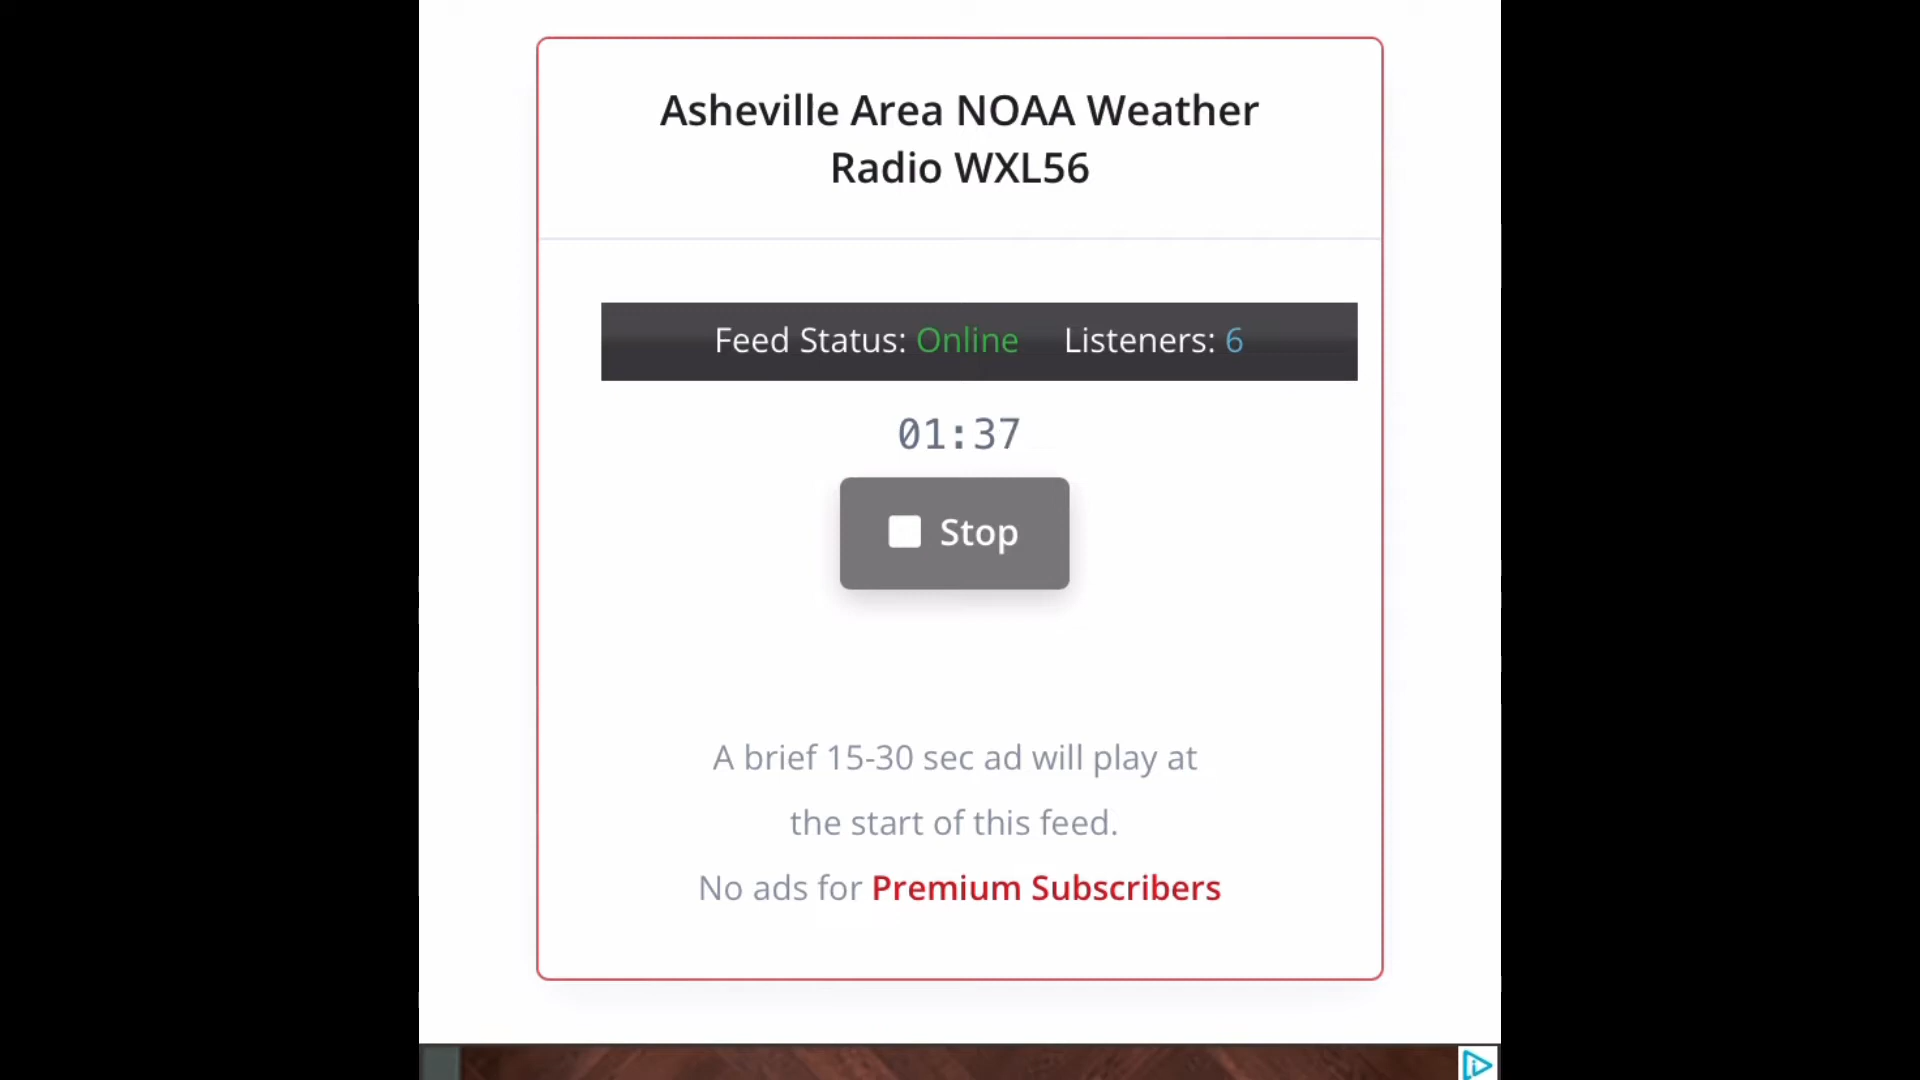 Asheville Area NOAA Weather
Radio WXL56
Feed Status: Online Listeners: 6
01:37
Stop
A brief 15-30 sec ad will play at
the start of this feed.
No ads for Premium Subscribers